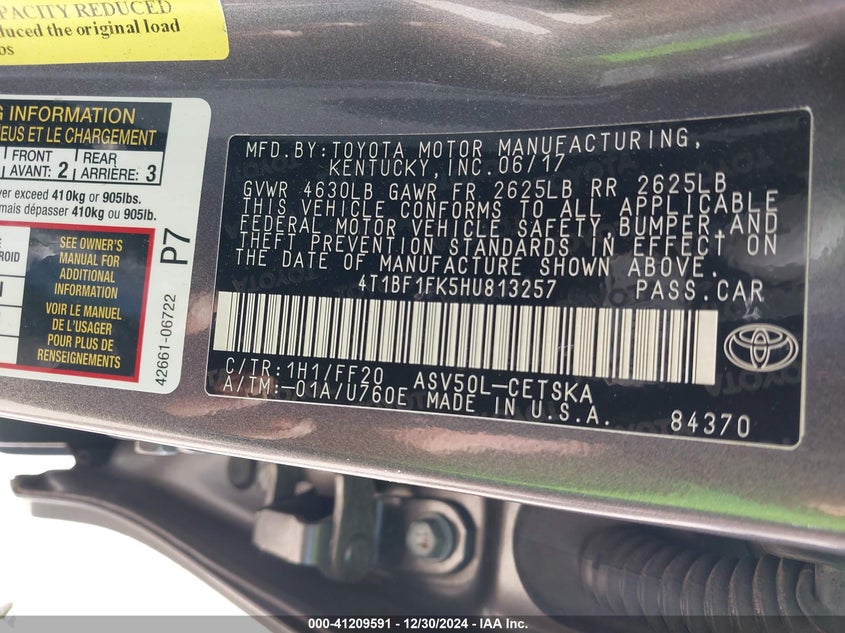 PACITY REDUCED
duced the original load
os
G INFORMATION
NEUS ET LE CHARGEMENT
FRONT
AVANT: 2
REAR
ARRIÈRE: 3
ver exceed 410kg or 905lbs.
mais dépasser 410kg ou 905lb.
SEE OWNER'S
MANUAL FOR
ADDITIONAL
INFORMATION
VOIR LE MANUEL
DE L'USAGER
POUR PLUS DE
RENSEIGNEMENTS
P7
42661-06722
MFD.BY:TOYOTA MOTOR MANUFACTURING,
KENTUCKY,INC.06/17
GVWR 4630LB GAWR FR 2625LB RR 2625LB
THIS VEHICLE CONFORMS TO ALL APPLICABLE
FEDERAL MOTOR VEHICLE SAFETY,BUMPER,AND
THEFT PREVENTION STANDARDS IN EFFECT ON
THE DATE OF MANUFACTURE SHOWN ABOVE.
4T1BF1FK5HU813257 PASS.CAR
C/TR:1H1/FF20 ASV50L-CETSKA
A/TM:-01A/U760E MADE IN U.S.A.
84370
000-41209591 - 12/30/2024 - IAA Inc.